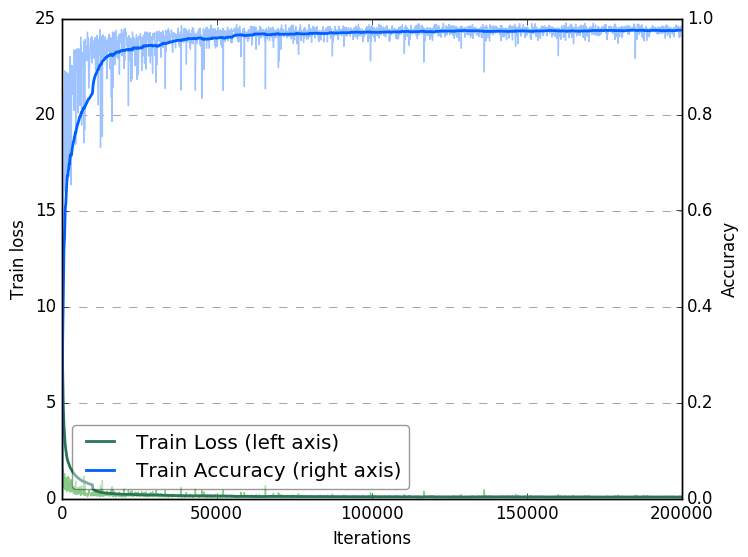 25
20
15
10
5
0
Train loss
1.0
0.8
0.6
0.4
0.2
0.0
Accuracy
Train Loss (left axis)
Train Accuracy (right axis)
0 50000 100000 150000 200000
Iterations